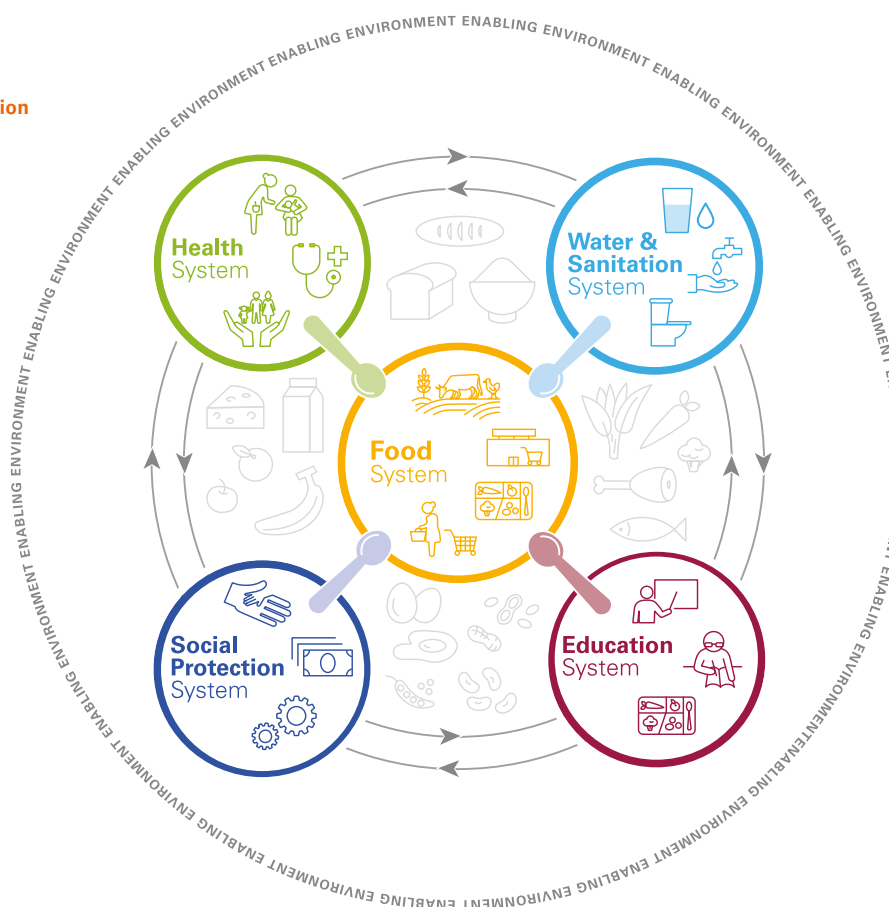 ion
ENABLING ENVIRONMENT ENABLING ENVIRONMENT ENABLING ENVIRONMENT ENABLING ENVIRONMENT ENABLING ENVIRONMENT ENABLING ENVIRONMENT ENABLING ENVIRONMENT
ENABLING ENVIRONMENTENABLING ENVIRONMENT ENABLING ENVIRONMENT ENABLING ENVIRONMENT ENABLING ENVIRONMENT ENABLING ENVIRONMENT
Health
System
Water &
Sanitation
System
Food
System
Social
Protection
System
Education
System